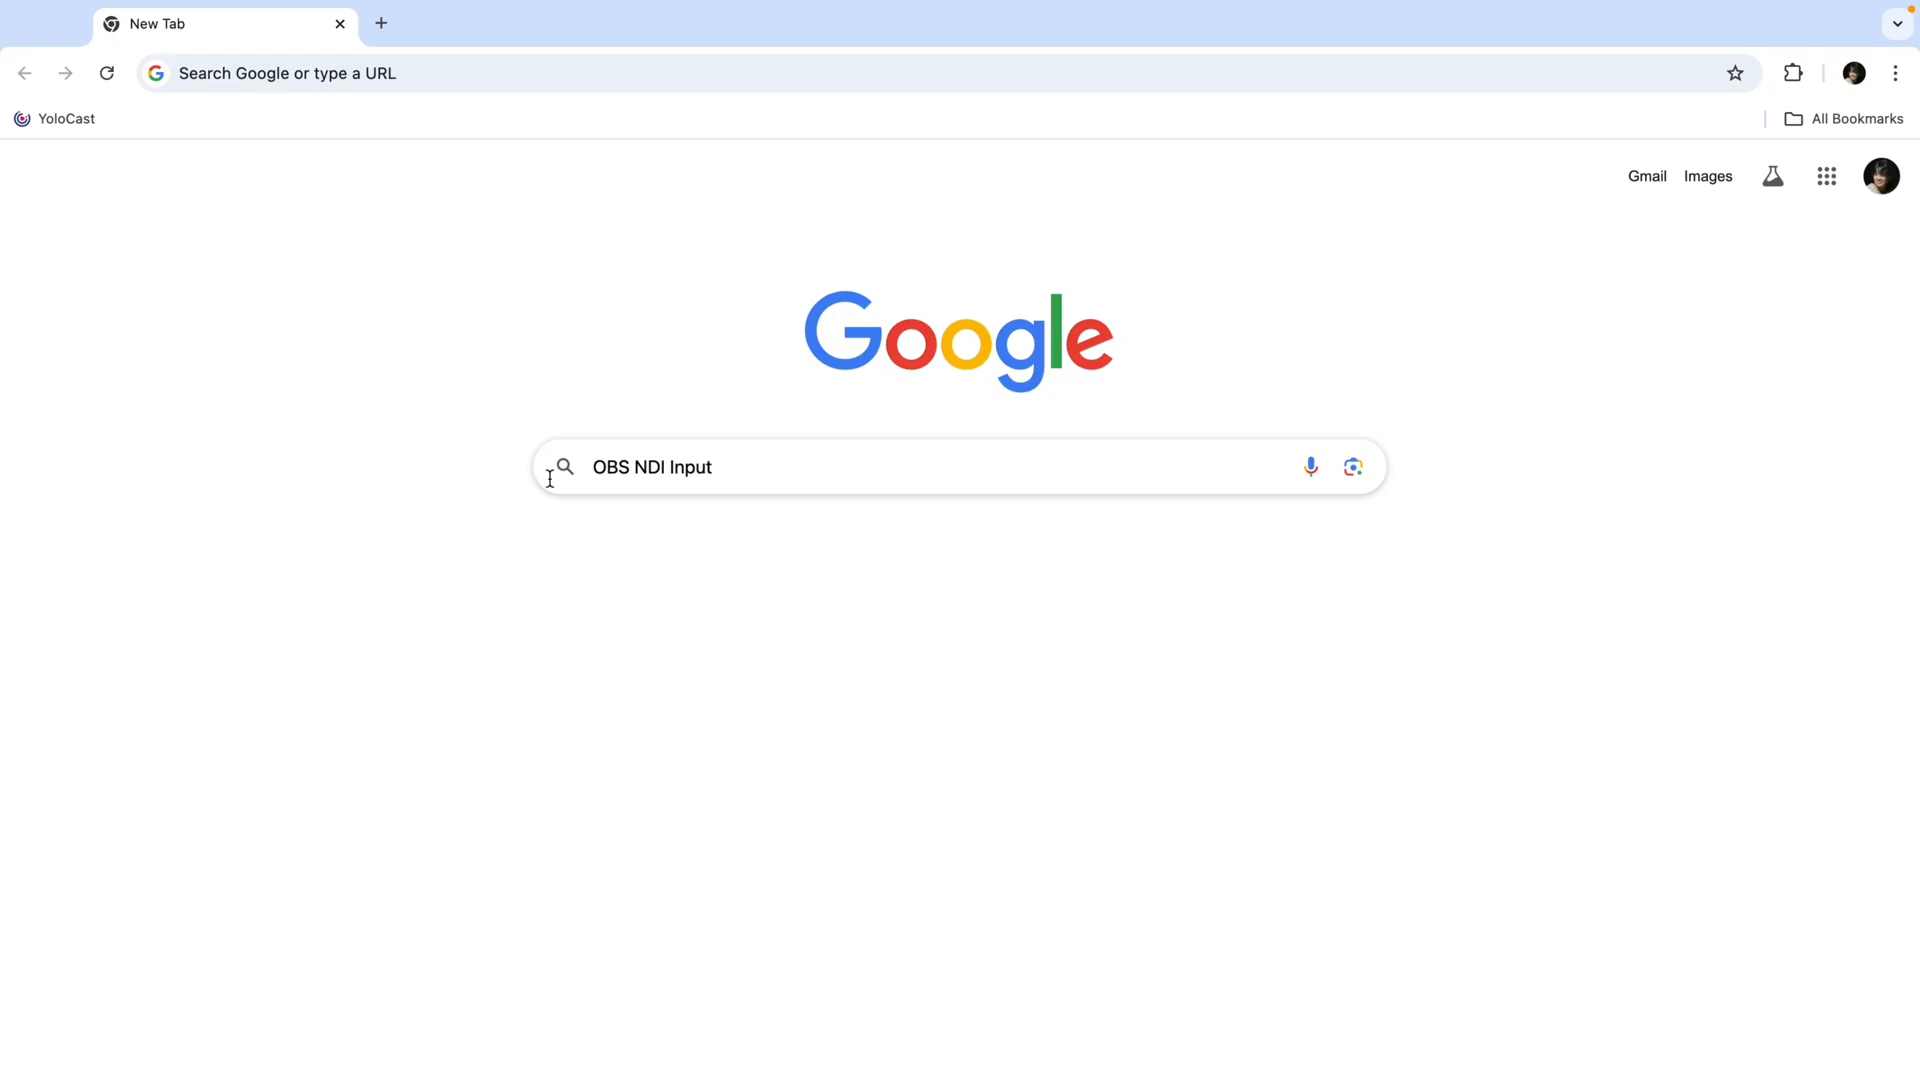 New Tab
Search Google or type a URL
YoloCast
All Bookmarks
Gmail Images
Google
OBS NDI Input